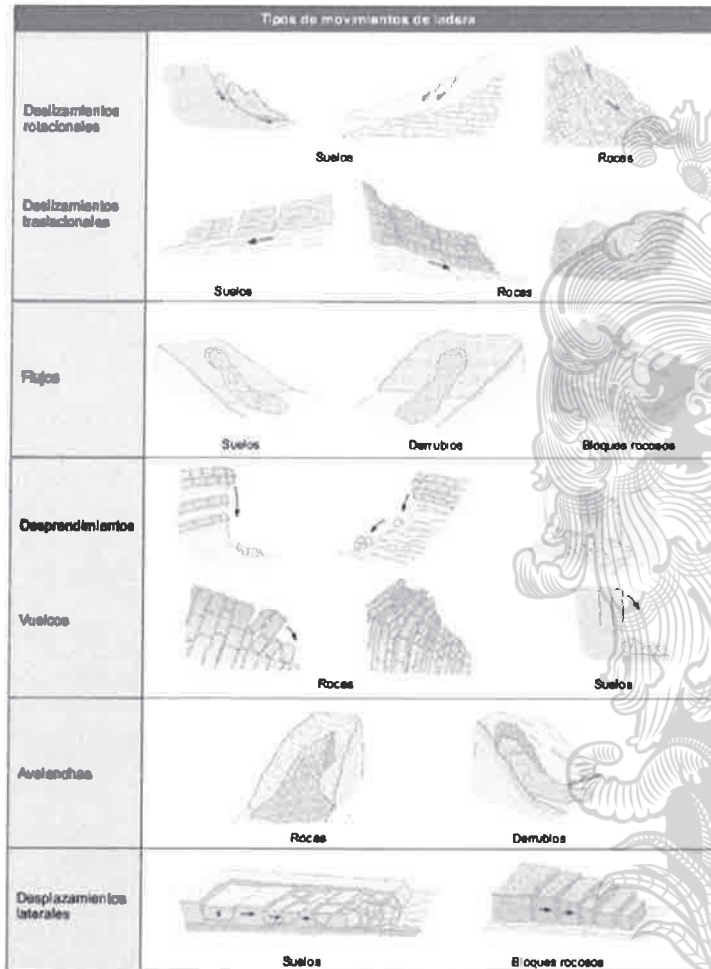 Tipos de movimientos de ladera
Deslizamientos
rotacionales
Suelos
Rocas
Deslizamientos
traslacionales
Suelos
Rocas
Flujos
Suelos
Derrubios
Bloques rocosos
Desprendimientos
Vuelcos
Rocas
Suelos
Avalanchas
Rocas
Derrubios
Desplazamientos
laterales
Suelos
Bloques rocosos